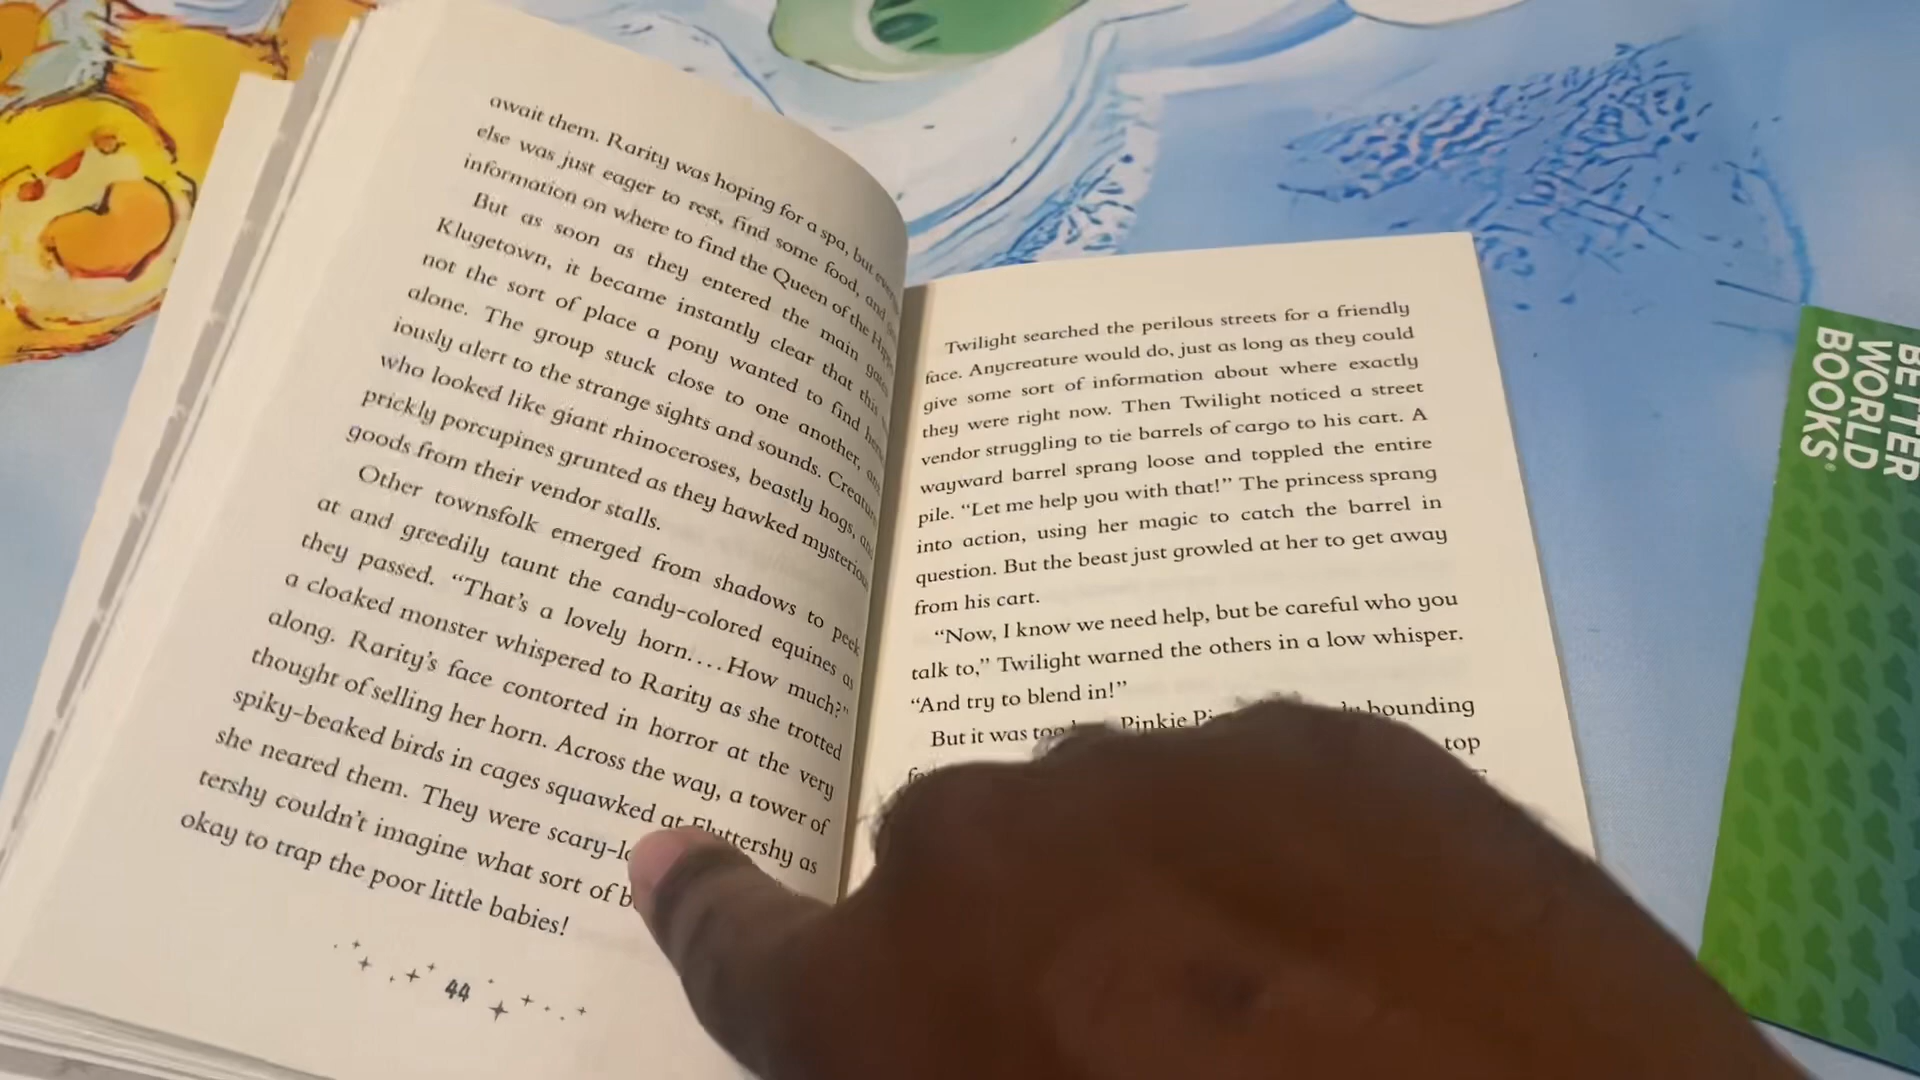 await them. Rarity was hoping for a spa, but
else was just eager to rest, find some food, and
information on where to find the Queen of the
But as soon as they entered the main
Klugetown, it became instantly clear that this
not the sort of place a pony wanted to find
alone. The group stuck close to one another,
iously alert to the strange sights and sounds.
who looked like giant rhinoceroses, beastly hogs,
prickly porcupines grunted as they hawked
goods from their vendor stalls.
Other townsfolk emerged from shadows to peek
at and greedily taunt the candy-colored equines as
they passed. “That’s a lovely horn....How much?”
a cloaked monster whispered to Rarity as she trotted
along. Rarity’s face contorted in horror at the very
thought of selling her horn. Across the way, a tower of
spiky-beaked birds in cages squawked at Fluttershy as
she neared them. They were
tershy couldn’t imagine what sort of
okay to trap the poor little babies!
44
Twilight searched the perilous streets for a friendly
face. Anycreature would do, just as long as they could
give some sort of information about where exactly
they were right now. Then Twilight noticed a street
vendor struggling to tie barrels of cargo to his cart. A
wayward barrel sprang loose and toppled the entire
pile. “Let me help you with that!” The princess sprang
into action, using her magic to catch the barrel in
question. But the beast just growled at her to get away
from his cart.
“Now, I know we need help, but be careful who you
talk to,” Twilight warned the others in a low whisper.
“And try to blend in!”
But it was too Pinkie bounding
top
BETTER
WORLD
BOOKS®